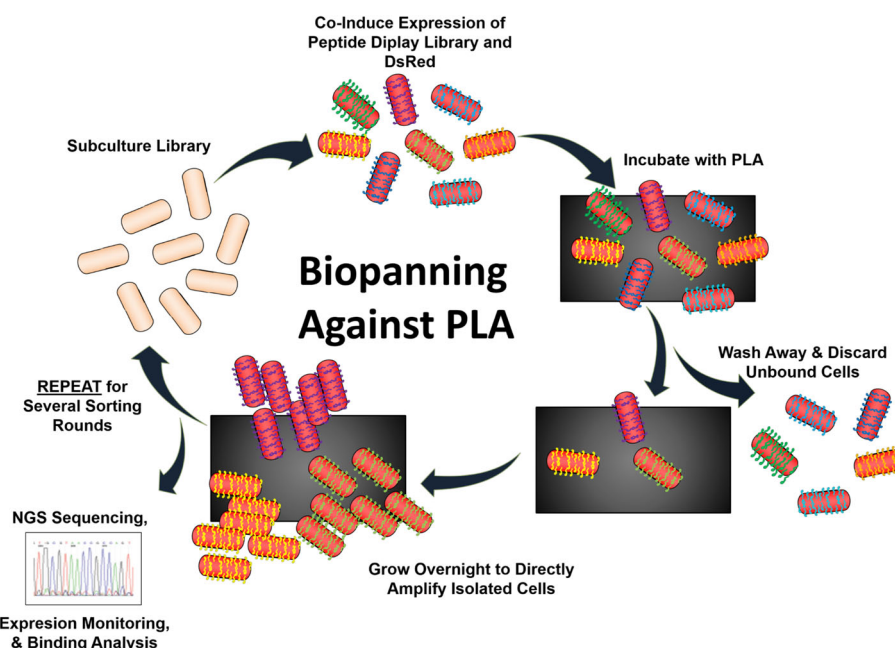 Co-Induce Expression of
Peptide Diplay Library and
DsRed
Subculture Library
Incubate with PLA
Biopanning
Against PLA
Wash Away & Discard
Unbound Cells
REPEAT for
Several Sorting
Rounds
NGS Sequencing,
Grow Overnight to Directly
Amplify Isolated Cells
Expresion Monitoring,
& Binding Analysis